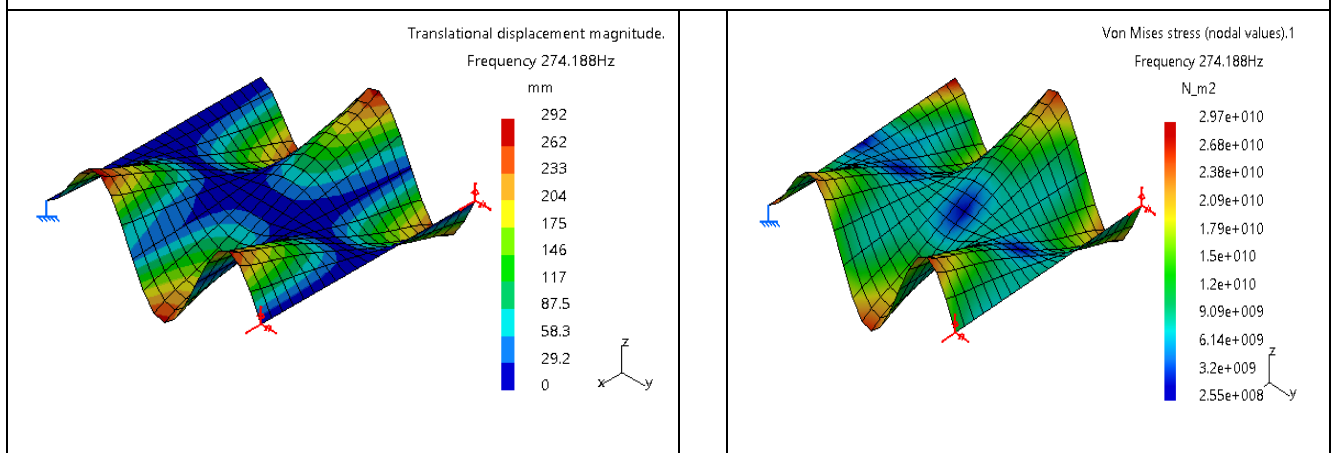 Translational displacement magnitude.
Frequency 274.188Hz
mm
292
262
233
204
175
146
117
87.5
58.3
29.2
0
z
x
y
Von Mises stress (nodal values).1
Frequency 274.188Hz
N_m2
2.97e+010
2.68e+010
2.38e+010
2.09e+010
1.79e+010
1.5e+010
1.2e+010
9.09e+009
6.14e+009
3.2e+009
2.55e+008
z
y